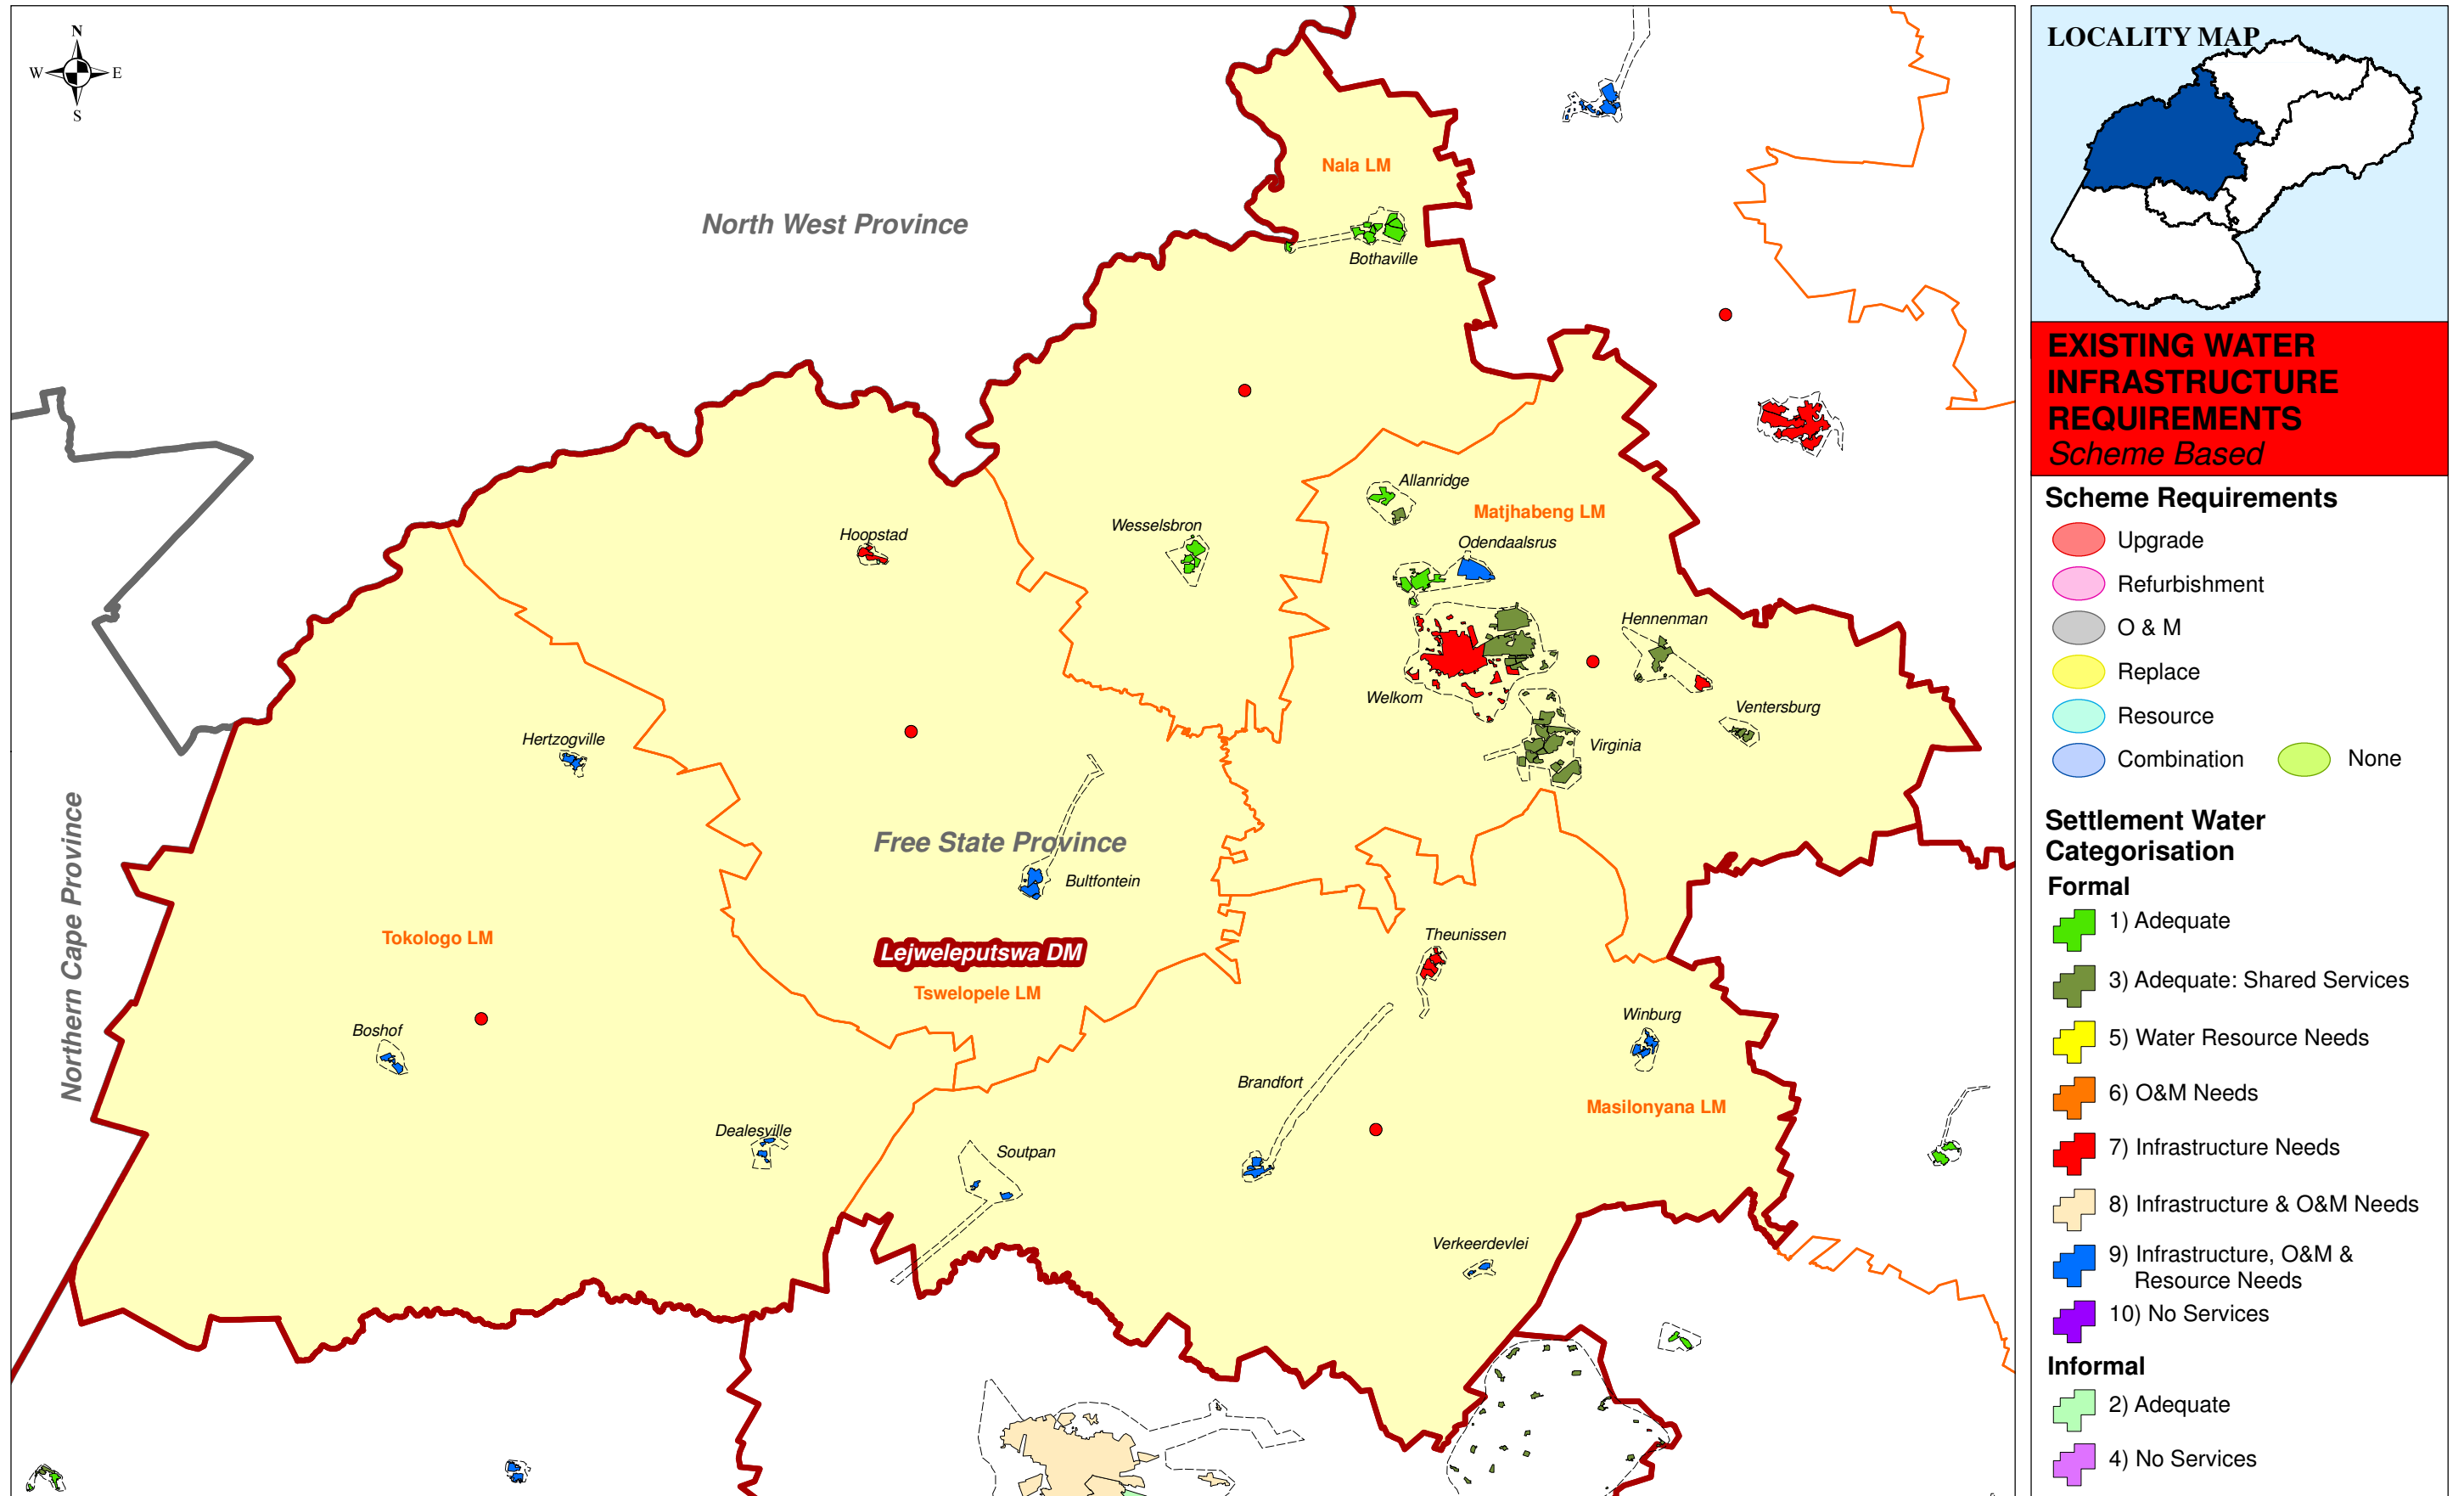 N
W
E
S
North West Province
Nala LM
Bothaville
Allanridge
Matjhabeng LM
Wesselsbron
Hoopstad
Odendaalsrus
Hennenman
Welkom
Ventersburg
Hertzogville
Virginia
Northern Cape Province
Free State Province
Bultfontein
Tokologo LM
Lejweleputswa DM
Theunissen
Tswelopele LM
Boshof
Winburg
Brandfort
Masilonyana LM
Dealesville
Soutpan
Verkeerdevlei
LOCALITY MAP
EXISTING WATER
INFRASTRUCTURE
REQUIREMENTS
Scheme Based
Scheme Requirements
Upgrade
Refurbishment
O & M
Replace
Resource
Combination
None
Settlement Water
Categorisation
Formal
1) Adequate
3) Adequate: Shared Services
5) Water Resource Needs
6) O&M Needs
7) Infrastructure Needs
8) Infrastructure & O&M Needs
9) Infrastructure, O&M &
Resource Needs
10) No Services
Informal
2) Adequate
4) No Services